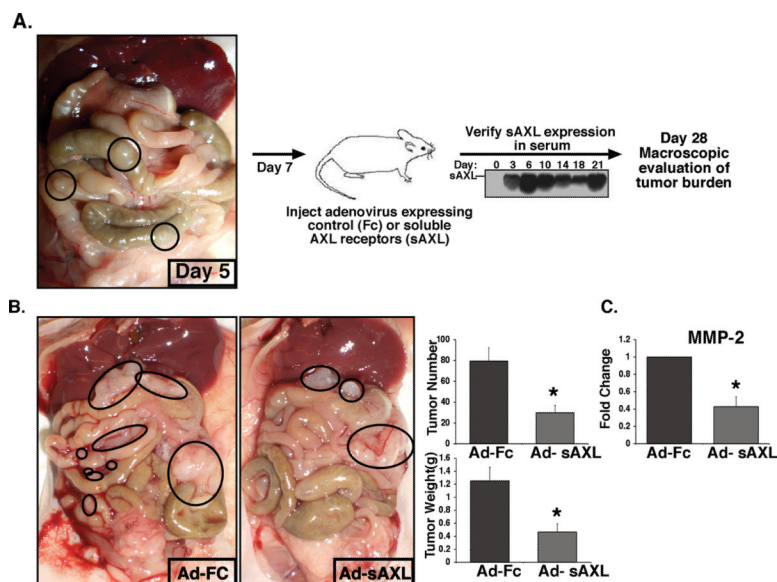 A.
Day 5
Day 7
Inject adenovirus expressing
control (Fc) or soluble
AXL receptors (sAXL)
Verify sAXL expression
in serum
Day: 0 3 6 10 14 18 21
sAXL
Day 28
Macroscopic
evaluation of
tumor burden
B.
Ad-FC
Ad-sAXL
Tumor Number
100
80
60
40
20
0
*
Ad-Fc Ad- sAXL
Tumor Weight(g)
1.6
1.4
1.2
1
0.8
0.6
0.4
0.2
0
*
Ad-Fc Ad- sAXL
C.
MMP-2
Fold Change
1.2
1
0.8
0.6
0.4
0.2
0
*
Ad-Fc Ad- sAXL